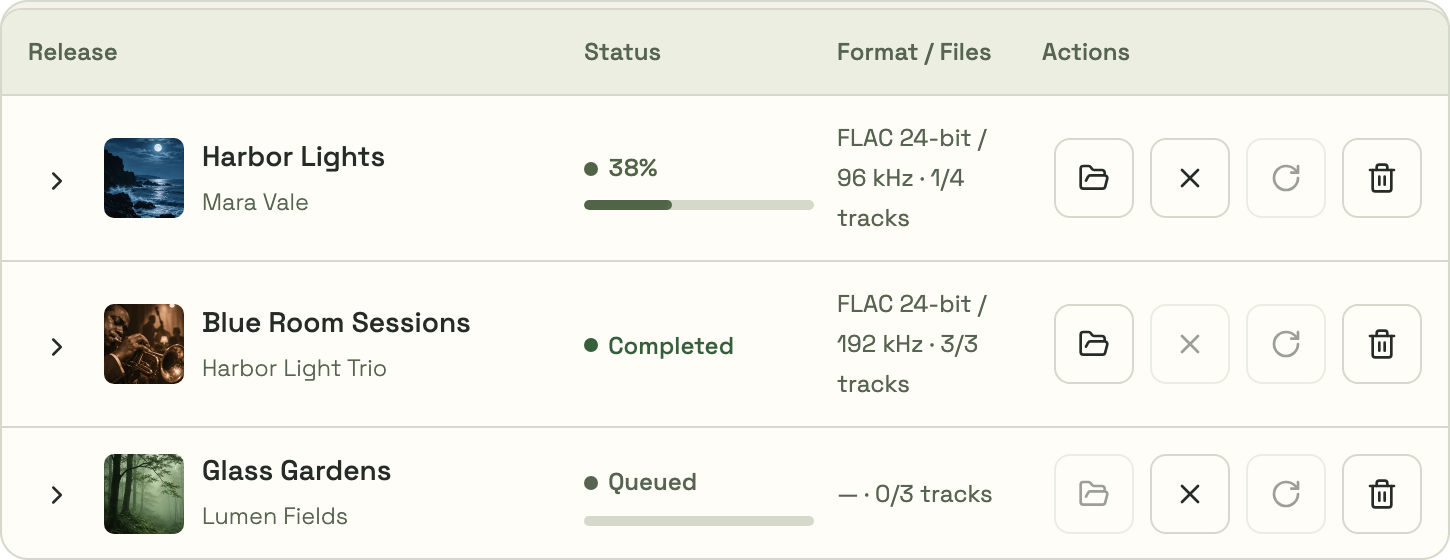 Release Status Format / Files Actions
Harbor Lights
Mara Vale
38%
FLAC 24-bit /
96 kHz · 1/4
tracks
Blue Room Sessions
Harbor Light Trio
Completed
FLAC 24-bit /
192 kHz · 3/3
tracks
Glass Gardens
Lumen Fields
Queued
— · 0/3 tracks